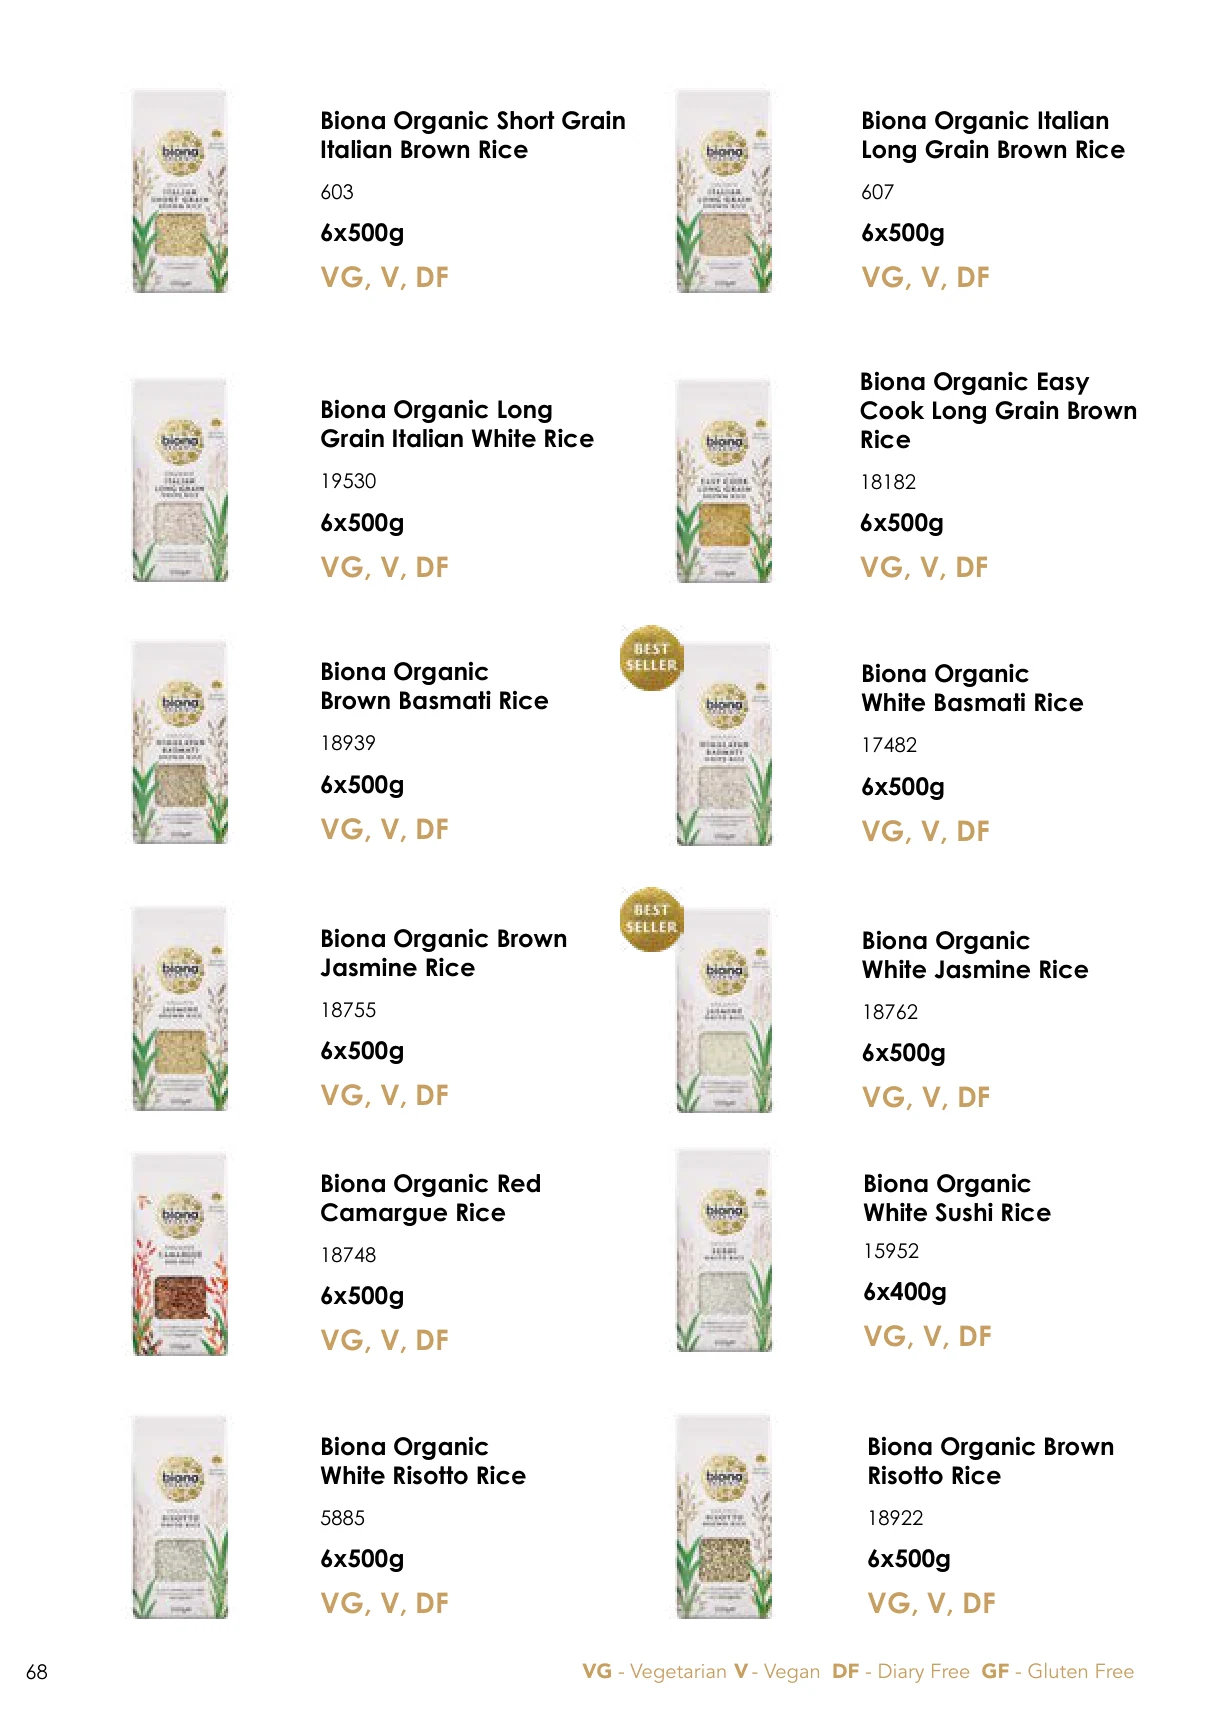 Biona Organic Short Grain
Italian Brown Rice
603
6x500g
VG, V, DF
Biona Organic Italian
Long Grain Brown Rice
607
6x500g
VG, V, DF
Biona Organic Long
Grain Italian White Rice
19530
6x500g
VG, V, DF
Biona Organic Easy
Cook Long Grain Brown
Rice
18182
6x500g
VG, V, DF
Biona Organic
Brown Basmati Rice
18939
6x500g
VG, V, DF
BEST
SELLER
Biona Organic
White Basmati Rice
17482
6x500g
VG, V, DF
Biona Organic Brown
Jasmine Rice
18755
6x500g
VG, V, DF
BEST
SELLER
Biona Organic
White Jasmine Rice
18762
6x500g
VG, V, DF
Biona Organic Red
Camargue Rice
18748
6x500g
VG, V, DF
Biona Organic
White Sushi Rice
15952
6x400g
VG, V, DF
Biona Organic
White Risotto Rice
5885
6x500g
VG, V, DF
Biona Organic Brown
Risotto Rice
18922
6x500g
VG, V, DF
68
VG - Vegetarian V - Vegan DF - Diary Free GF - Gluten Free